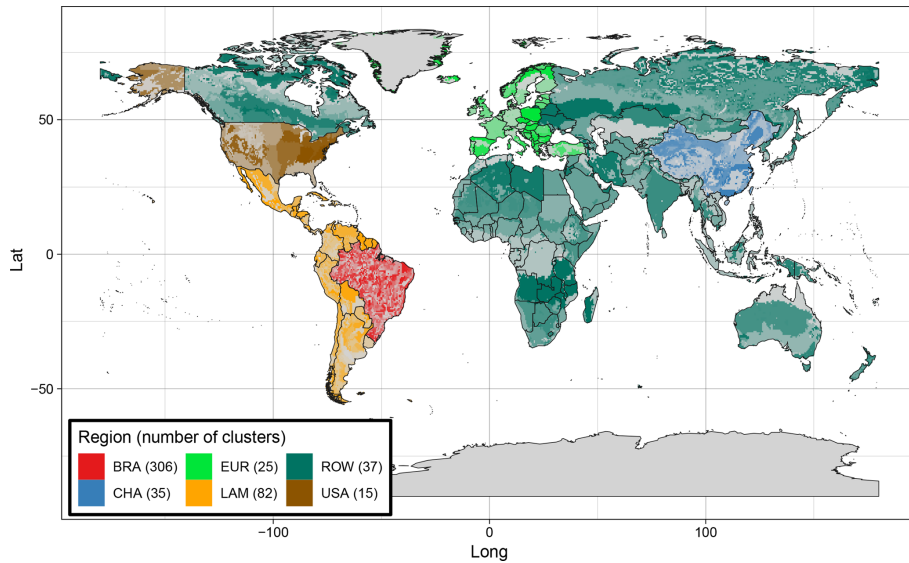 50
0
−50
Lat
Region (number of clusters)
BRA (306) EUR (25) ROW (37)
CHA (35) LAM (82) USA (15)
−100 0 100
Long